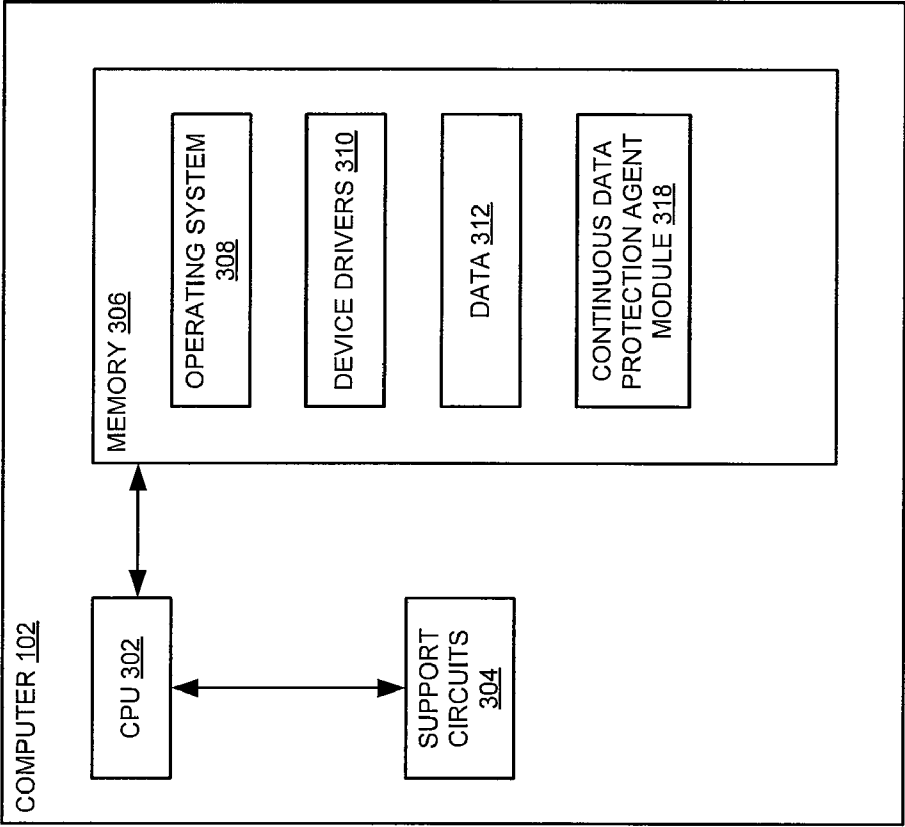 COMPUTER 102
CPU 302
SUPPORT
CIRCUITS
304
MEMORY 306
OPERATING SYSTEM
308
DEVICE DRIVERS 310
DATA 312
CONTINUOUS DATA
PROTECTION AGENT
MODULE 318